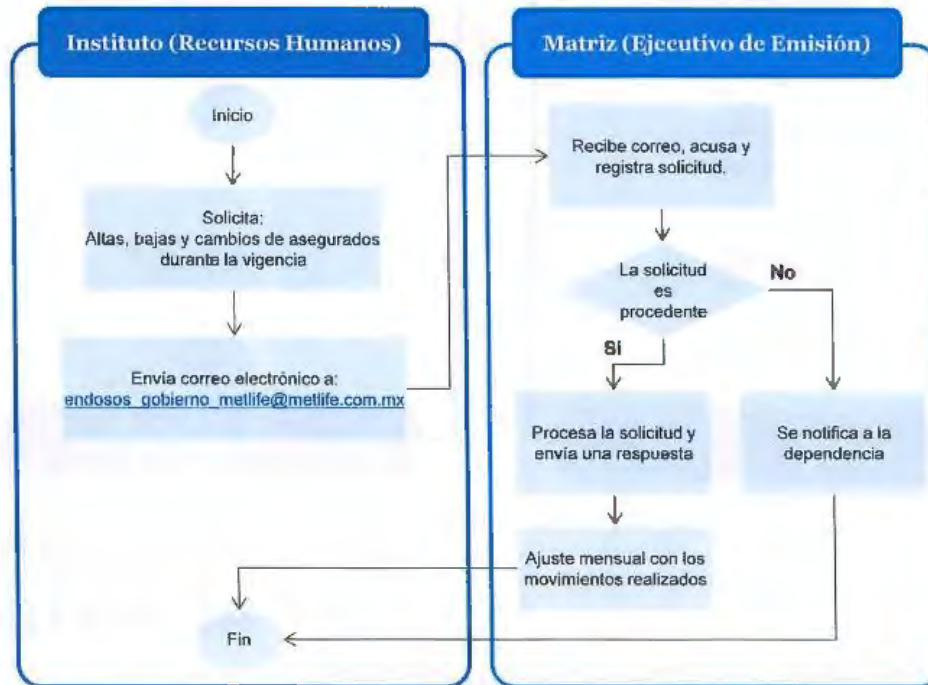 Instituto (Recursos Humanos)
Inicio
Solicita:
Altas, bajas y cambios de asegurados
durante la vigencia
Envía correo electrónico a:
endosos_gobierno_metlife@metlife.com.mx
Matriz (Ejecutivo de Emisión)
Recibe correo, acusa y
registra solicitud.
La solicitud
es
procedente
No
Sí
Procesa la solicitud y
envía una respuesta
Se notifica a la
dependencia
Ajuste mensual con los
movimientos realizados
Fin